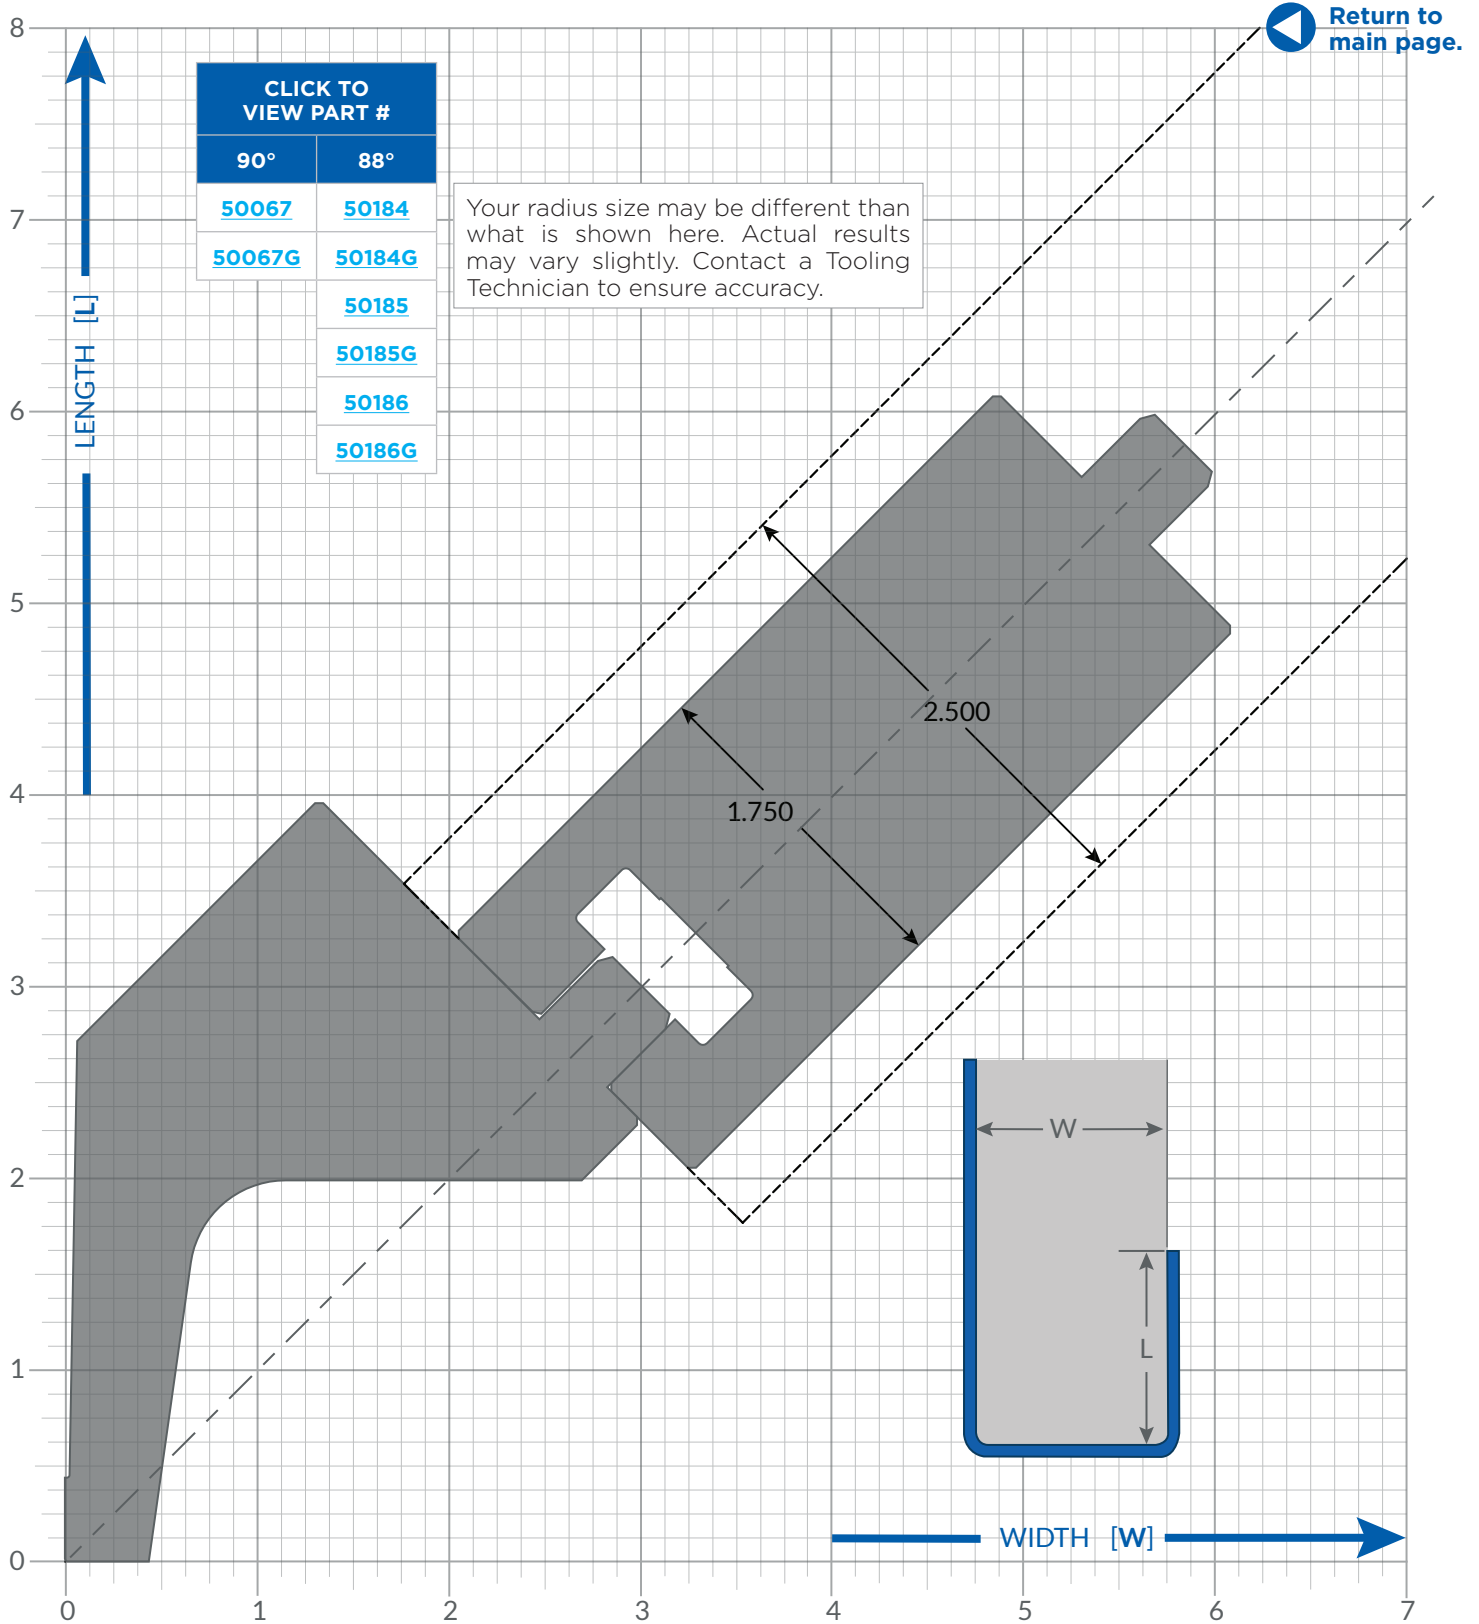 8
Return to
main page.
CLICK TO
VIEW PART #
90° 88°
50067 50184
50067G 50184G
50185
50185G
50186
50186G
Your radius size may be different than
what is shown here. Actual results
may vary slightly. Contact a Tooling
Technician to ensure accuracy.
7
LENGTH [L]
6
5
2.500
1.750
4
3
W
2
L
1
WIDTH [W]
0
0 1 2 3 4 5 6 7